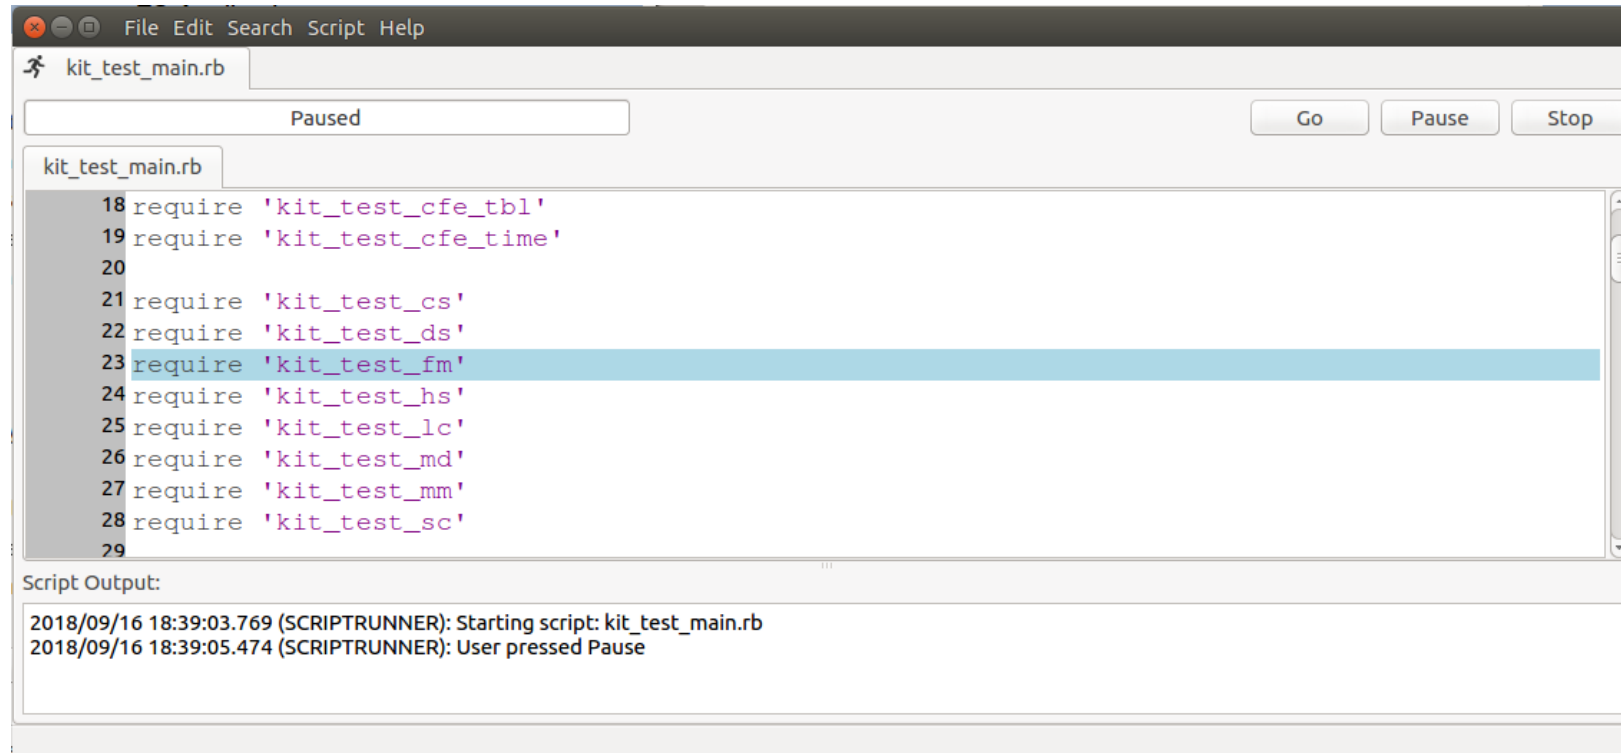 File Edit Search Script Help
kit_test_main.rb
Paused Go Pause Stop
kit_test_main.rb
18 require 'kit_test_cfe_tbl'
19 require 'kit_test_cfe_time'
20
21 require 'kit_test_cs'
22 require 'kit_test_ds'
23 require 'kit_test_fm'
24 require 'kit_test_hs'
25 require 'kit_test_lc'
26 require 'kit_test_md'
27 require 'kit_test_mm'
28 require 'kit_test_sc'
29
Script Output:
2018/09/16 18:39:03.769 (SCRIPTRUNNER): Starting script: kit_test_main.rb
2018/09/16 18:39:05.474 (SCRIPTRUNNER): User pressed Pause